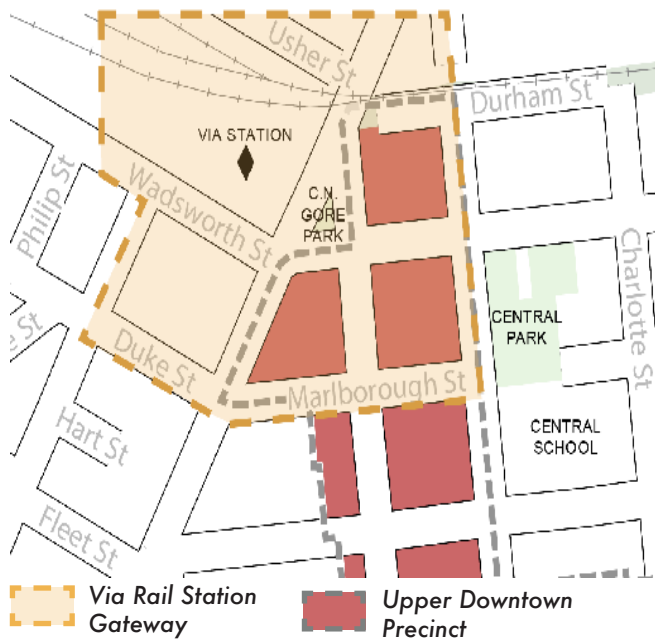 Usher St
Durham St
VIA STATION
Philip St
Wadsworth St
C.N.
GORE
PARK
Charlotte St
CENTRAL
PARK
e St
Duke St
Marlborough St
Hart St
CENTRAL
SCHOOL
Fleet St
Via Rail Station
Gateway
Upper Downtown
Precinct